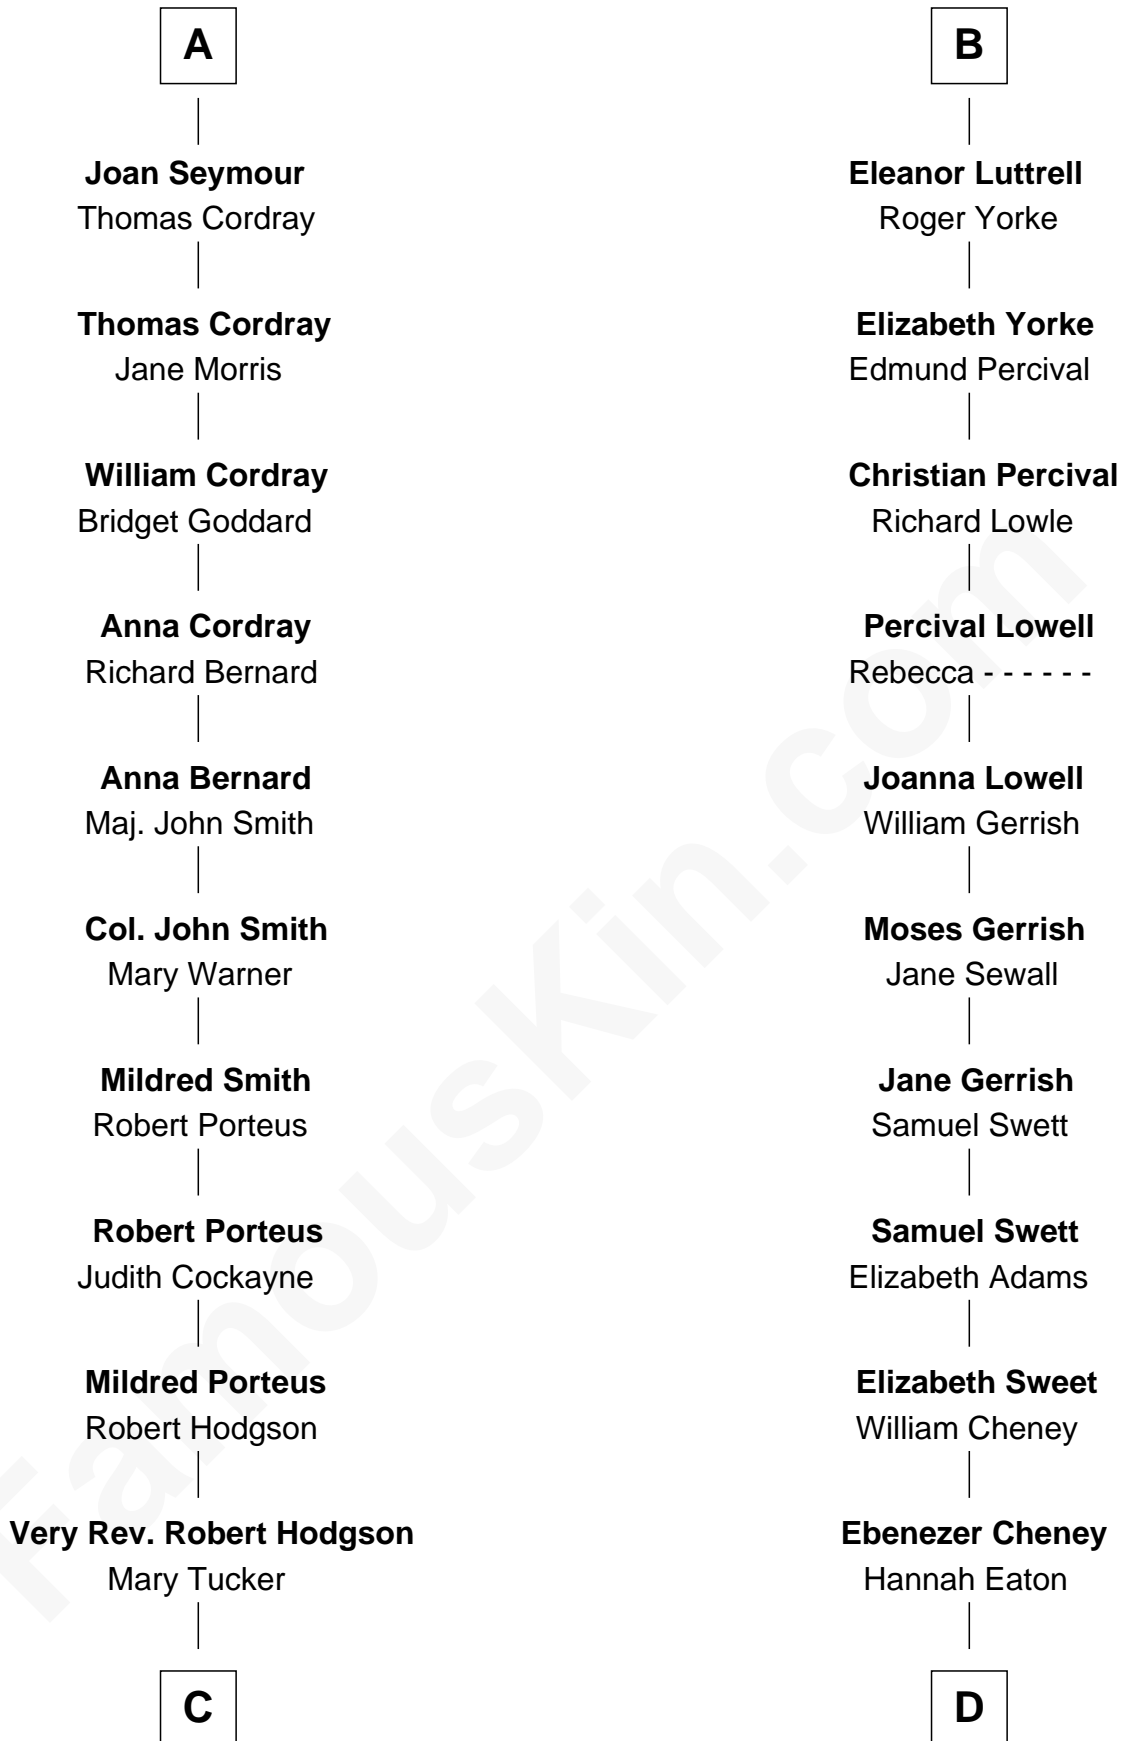 A
Joan Seymour
Thomas Cordray
Thomas Cordray
Jane Morris
William Cordray
Bridget Goddard
Anna Cordray
Richard Bernard
Anna Bernard
Maj. John Smith
Col. John Smith
Mary Warner
Mildred Smith
Robert Porteus
Robert Porteus
Judith Cockayne
Mildred Porteus
Robert Hodgson
Very Rev. Robert Hodgson
Mary Tucker
C
B
Eleanor Luttrell
Roger Yorke
Elizabeth Yorke
Edmund Percival
Christian Percival
Richard Lowle
Percival Lowell
Rebecca - - - - - -
Joanna Lowell
William Gerrish
Moses Gerrish
Jane Sewall
Jane Gerrish
Samuel Swett
Samuel Swett
Elizabeth Adams
Elizabeth Sweet
William Cheney
Ebenezer Cheney
Hannah Eaton
D
FamousKin.com